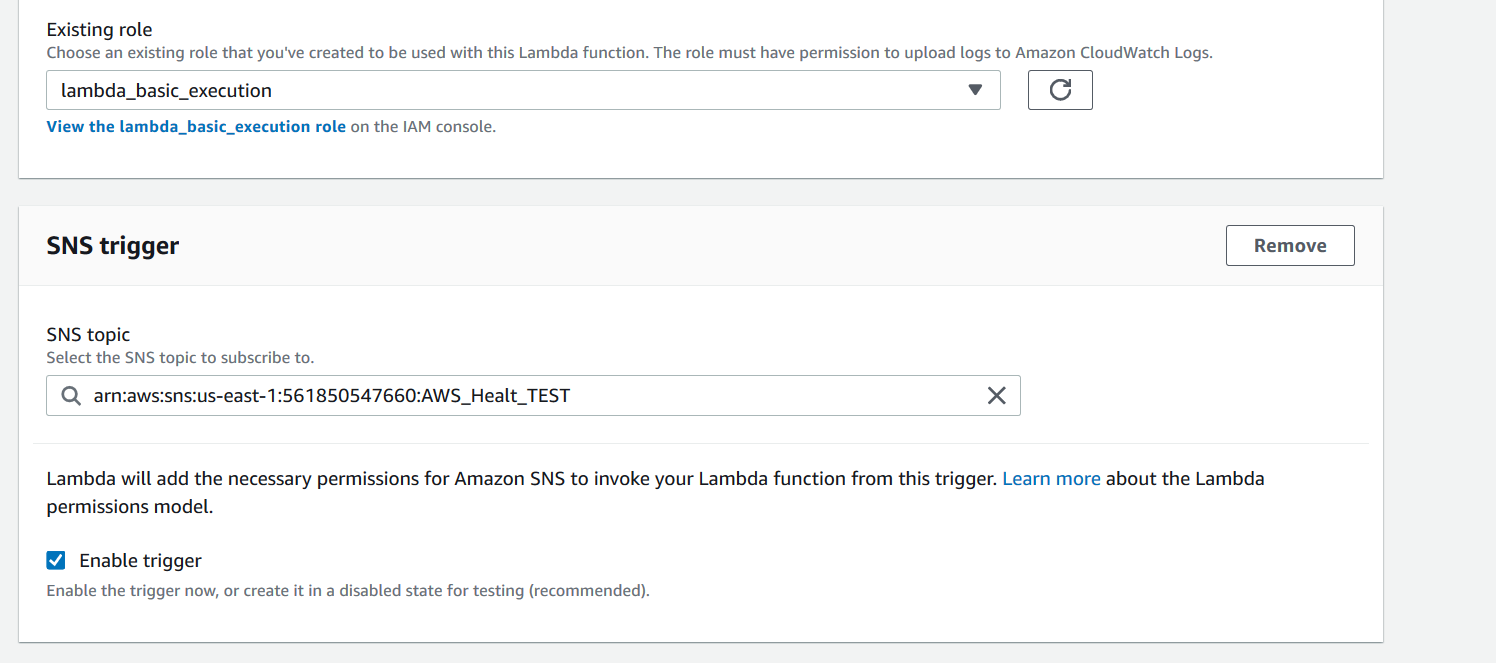 Existing role
Choose an existing role that you've created to be used with this Lambda function. The role must have permission to upload logs to Amazon CloudWatch Logs.
lambda_basic_execution
View the lambda_basic_execution role on the IAM console.
SNS trigger
Remove
SNS topic
Select the SNS topic to subscribe to.
arn:aws:sns:us-east-1:561850547660:AWS_Healt_TEST
Lambda will add the necessary permissions for Amazon SNS to invoke your Lambda function from this trigger. Learn more about the Lambda
permissions model.
Enable trigger
Enable the trigger now, or create it in a disabled state for testing (recommended).